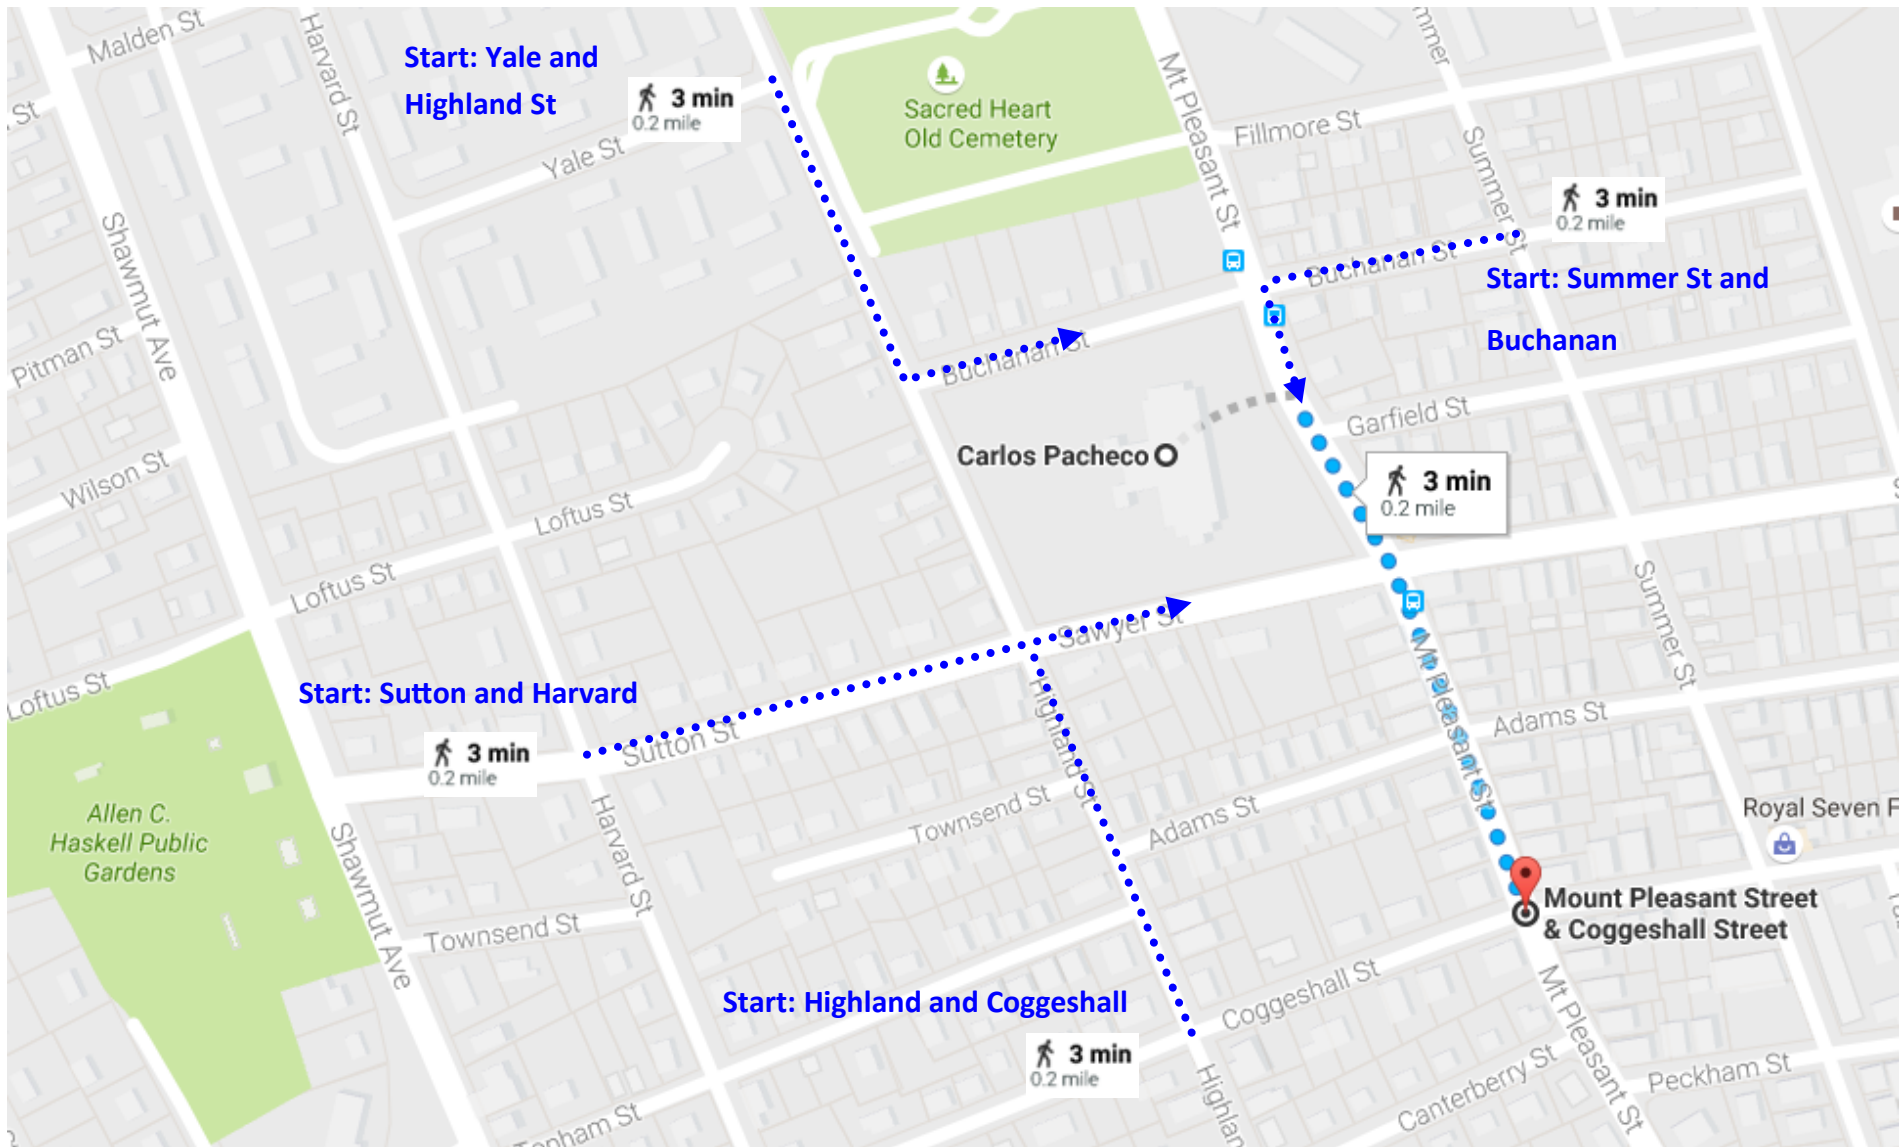 Malden St
Harvard St
Start: Yale and
Highland St
3 min
0.2 mile
Yale St
Sacred Heart
Old Cemetery
Mt Pleasant St
Fillmore St
Summer St
3 min
0.2 mile
St
Buchanan St
Start: Summer St and
Buchanan
Shawmut Ave
Pitman St
Buchanan St
Garfield St
Carlos Pacheco
3 min
0.2 mile
Wilson St
Loftus St
Loftus St
Summer St
Sawyer St
Loftus St
Start: Sutton and Harvard
Highland St
Mt Pleasant St
Adams St
Sutton St
3 min
0.2 mile
Allen C.
Haskell Public
Gardens
Shawmut Ave
Harvard St
Townsend St
Adams St
Royal Seven F
Mount Pleasant Street
& Coggeshall Street
Townsend St
Start: Highland and Coggeshall
Coggeshall St
Mt Pleasant St
3 min
0.2 mile
Highlan
Canterberry St
Peckham St